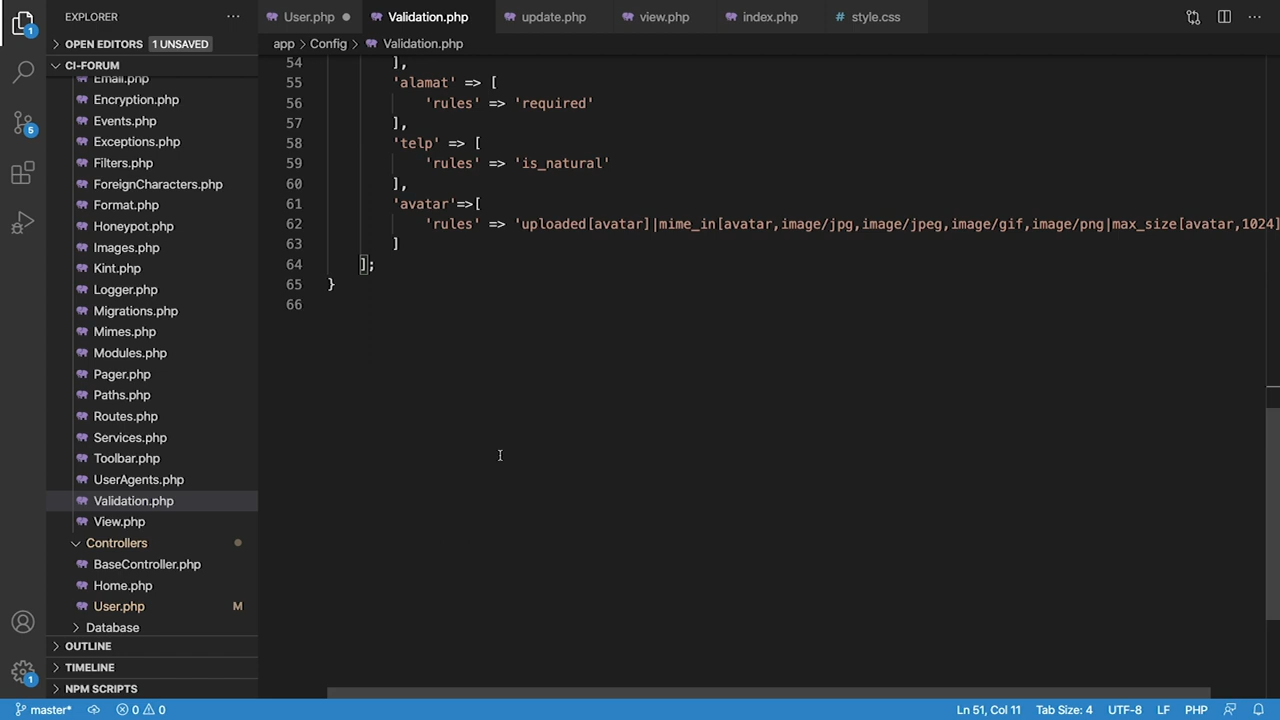 EXPLORER ···
User.php
Validation.php
update.php
view.php
index.php
# style.css
OPEN EDITORS 1 UNSAVED
app > Config > Validation.php
CI-FORUM
Email.php
Encryption.php
Events.php
Exceptions.php
Filters.php
ForeignCharacters.php
Format.php
Honeypot.php
Images.php
Kint.php
Logger.php
Migrations.php
Mimes.php
Modules.php
Pager.php
Paths.php
Routes.php
Services.php
Toolbar.php
UserAgents.php
Validation.php
View.php
Controllers
BaseController.php
Home.php
User.php M
Database
OUTLINE
TIMELINE
NPM SCRIPTS
1
5
1
54 ],
55 'alamat' => [
56 'rules' => 'required'
57 ],
58 'telp' => [
59 'rules' => 'is_natural'
60 ],
61 'avatar'=>[
62 'rules' => 'uploaded[avatar]|mime_in[avatar,image/jpg,image/jpeg,image/gif,image/png|max_size[avatar,1024]
63 ]
64 ];
65 }
66
master* 0 0 Ln 51, Col 11 Tab Size: 4 UTF-8 LF PHP